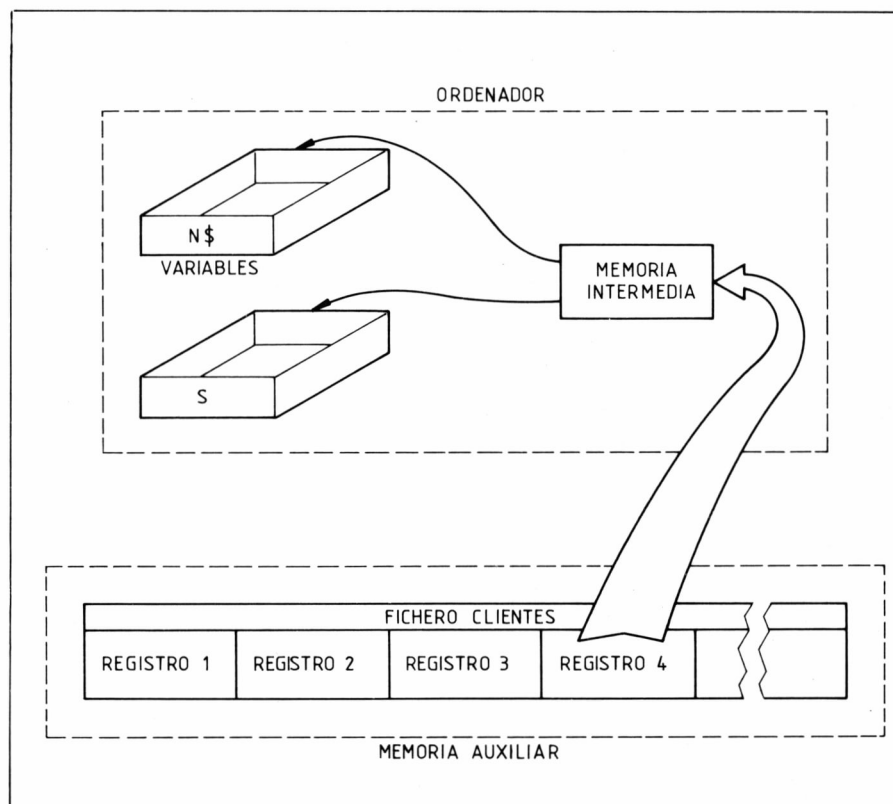 ORDENADOR
N$
VARIABLES
MEMORIA
INTERMEDIA
S
FICHERO CLIENTES
REGISTRO 1
REGISTRO 2
REGISTRO 3
REGISTRO 4
MEMORIA AUXILIAR